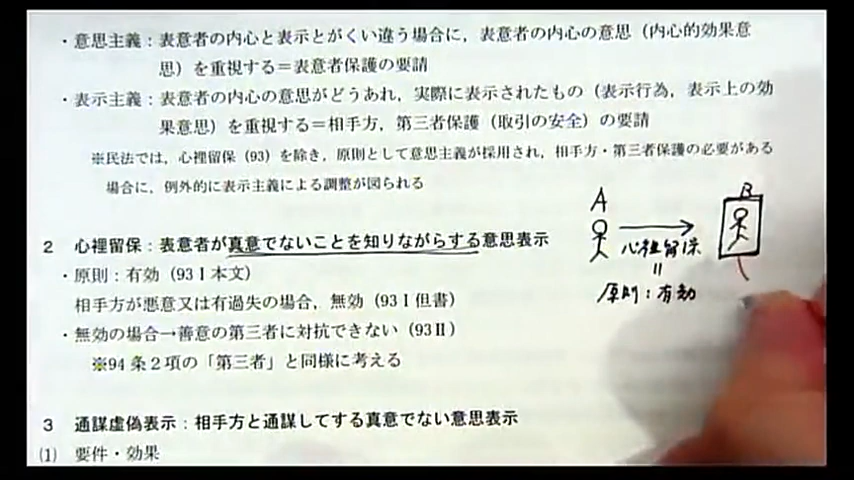 ・意思主義：表意者の内心と表示とがくい違う場合に，表意者の内心の意思（内心的効果意
思）を重視する＝表意者保護の要請
・表示主義：表意者の内心の意思がどうあれ，実際に表示されたもの（表示行為，表示上の効
果意思）を重視する＝相手方，第三者保護（取引の安全）の要請
※民法では，心裡留保（93）を除き，原則として意思主義が採用され，相手方・第三者保護の必要がある
場合に，例外的に表示主義による調整が図られる
2 心裡留保：表意者が真意でないことを知りながらする意思表示
・原則：有効（93Ⅰ本文）
相手方が悪意又は有過失の場合，無効（93Ⅰ但書）
・無効の場合→善意の第三者に対抗できない（93Ⅱ）
※94条2項の「第三者」と同様に考える
3 通謀虚偽表示：相手方と通謀してする真意でない意思表示
(1) 要件・効果
A
B
心裡留保
＝
原則：有効